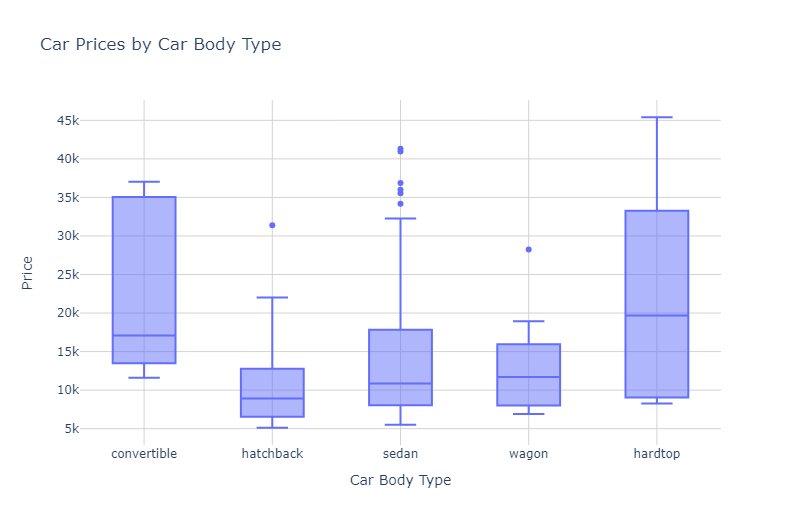 Car Prices by Car Body Type
45k
40k
35k
30k
25k
20k
15k
10k
5k
Price
convertible hatchback sedan wagon hardtop
Car Body Type